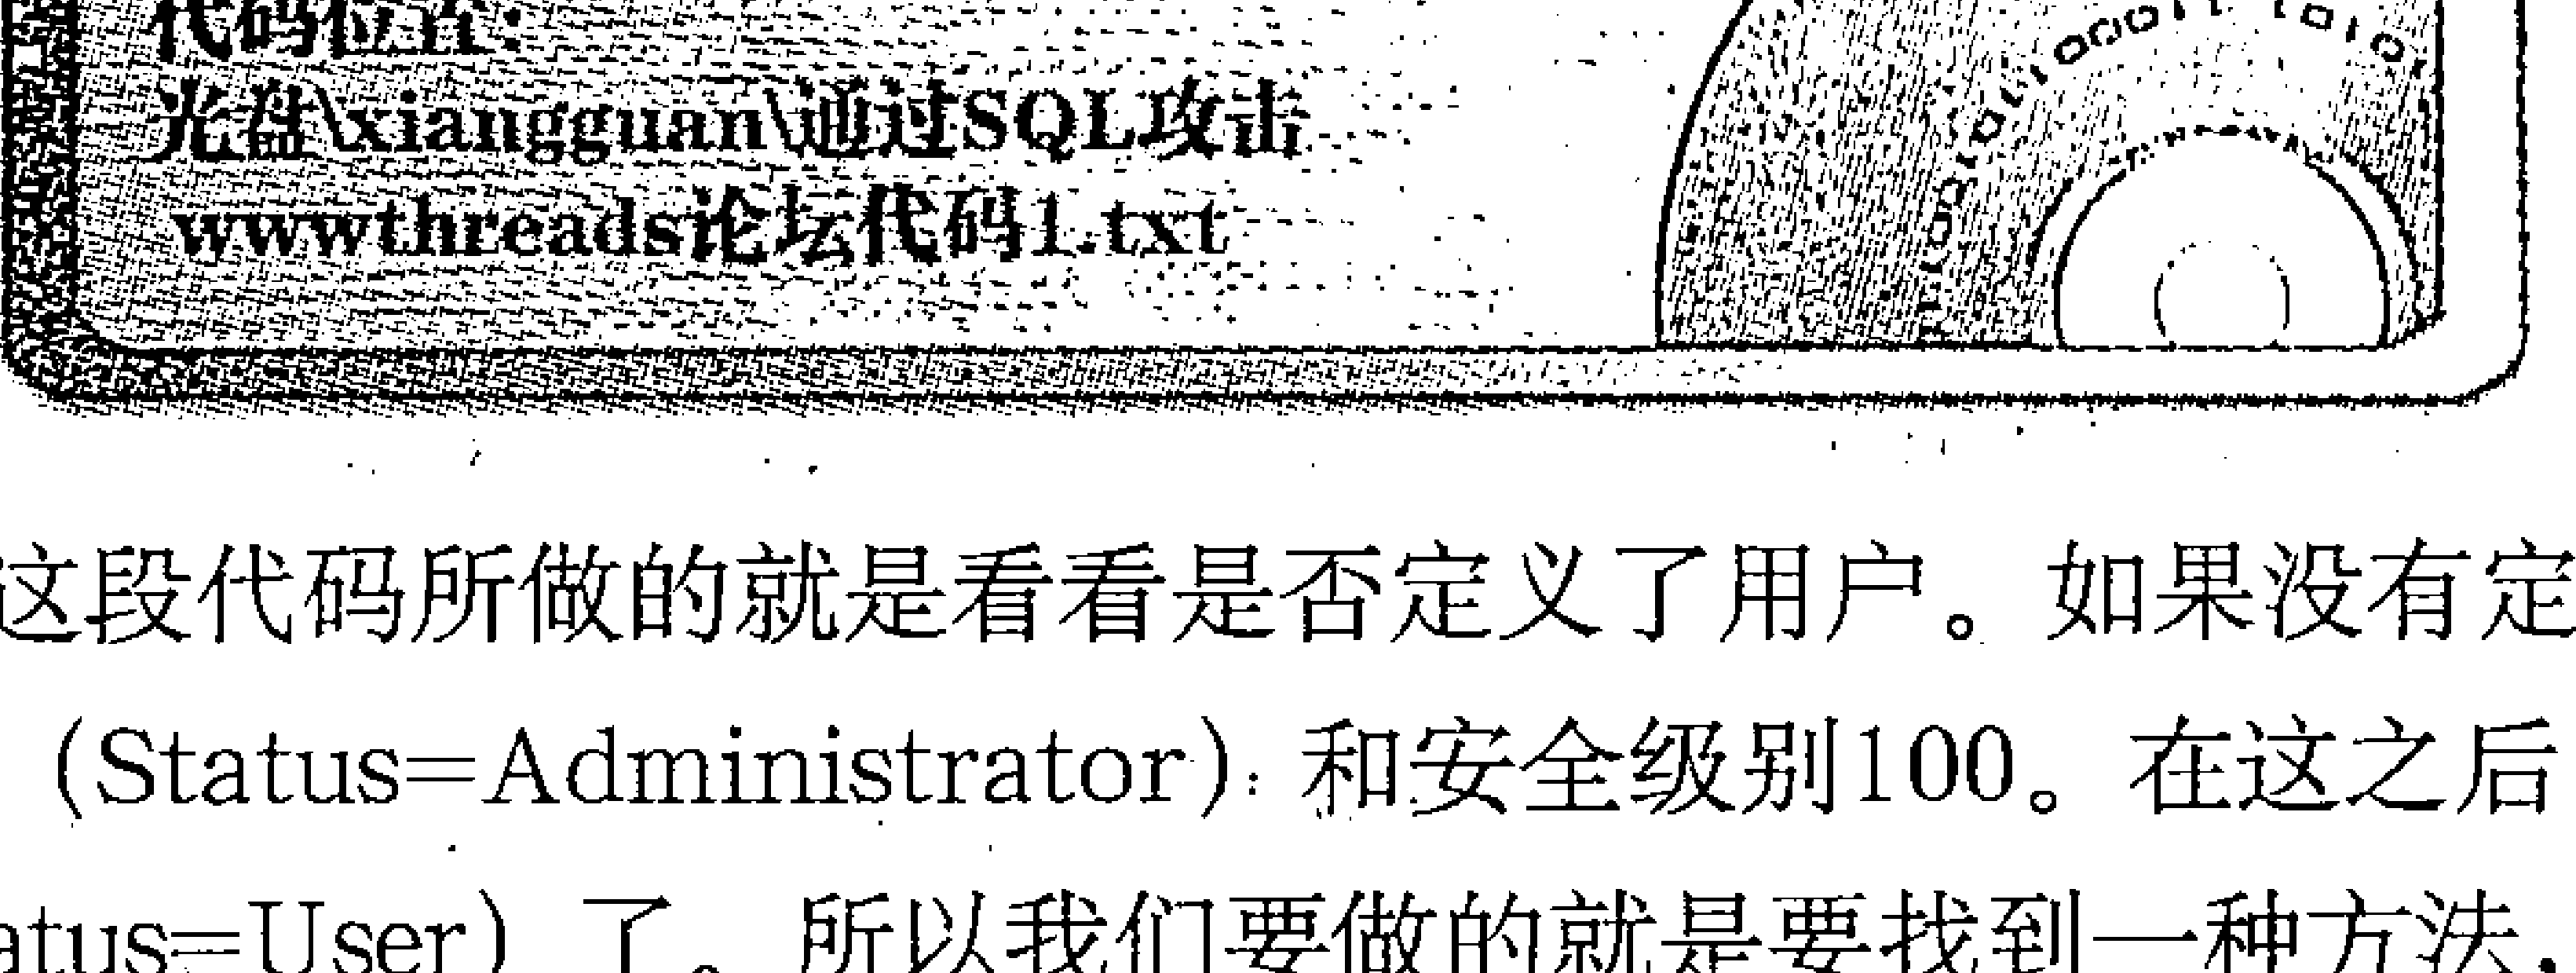 代码位置:
光盘\xiangguan\通过SQL攻击
wwwthreads论坛代码1.txt
这段代码所做的就是看看是否定义了用户。如果没有定
(Status=Administrator): 和安全级别100。在这之后
atus=User) 了。所以我们要做的就是要找到一种方法,